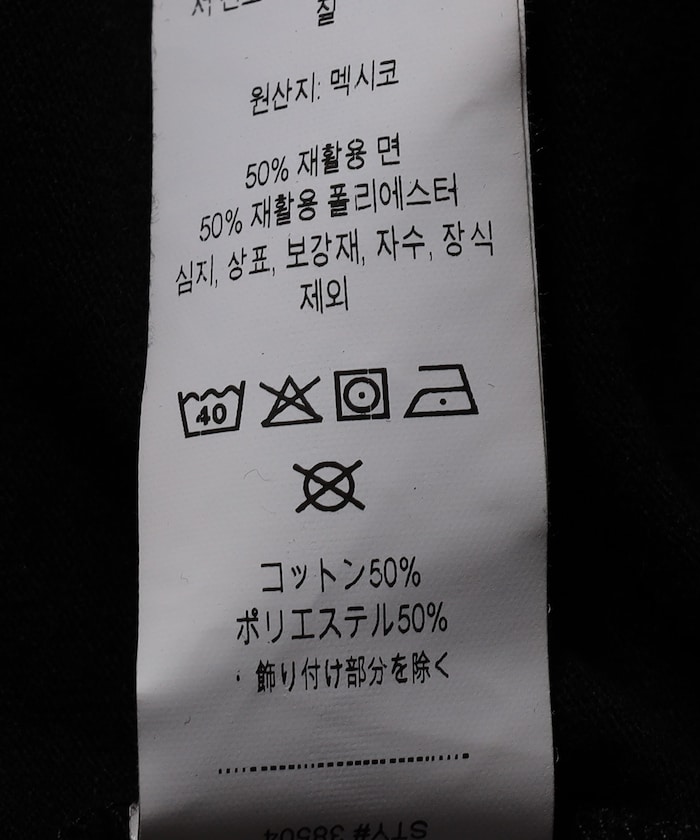 질
원산지: 멕시코
50% 재활용 면
50% 재활용 폴리에스터
심지, 상표, 보강재, 자수, 장식
제외
40
コットン50%
ポリエステル50%
・飾り付け部分を除く
STY# 38504